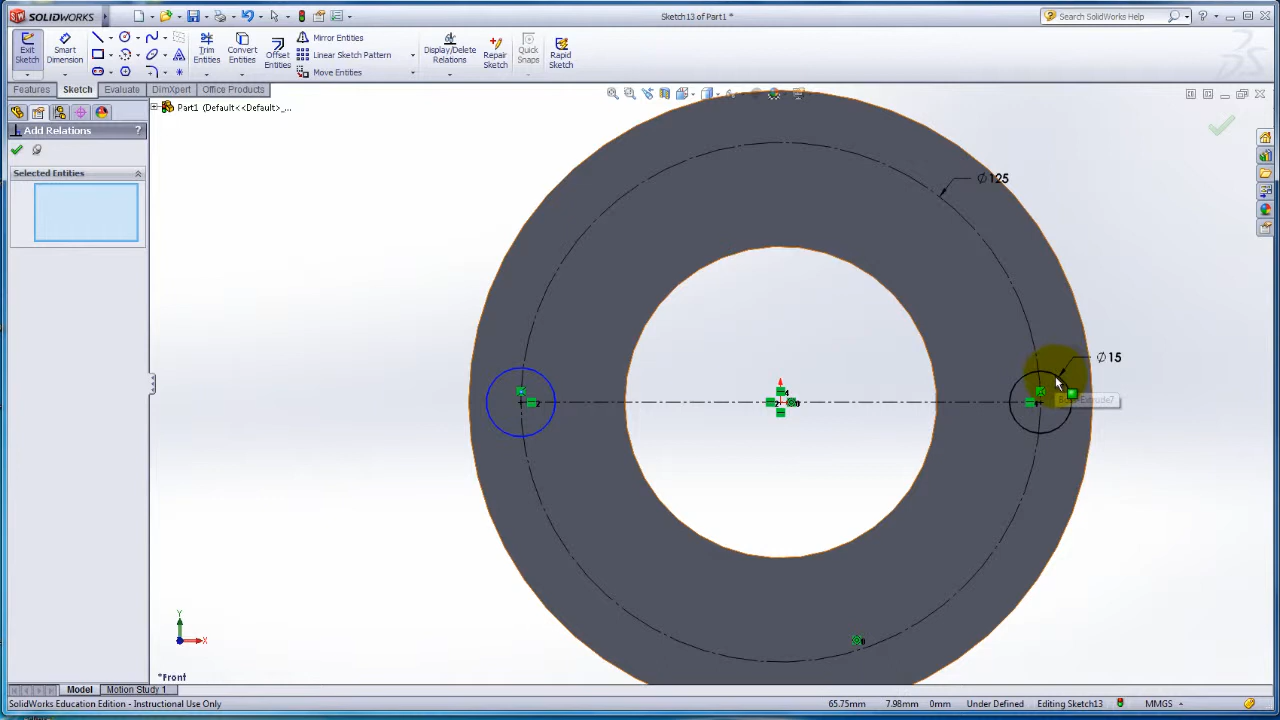 SOLIDWORKS
Sketch13 of Part1 *
Search SolidWorks Help
Exit Sketch
Smart Dimension
Trim Entities
Convert Entities
Offset Entities
Mirror Entities
Linear Sketch Pattern
Move Entities
Display/Delete Relations
Repair Sketch
Quick Snaps
Rapid Sketch
Features
Sketch
Evaluate
DimXpert
Office Products
Part1 (Default<<Default>_...
Add Relations
?
Selected Entities
Ø125
Ø15
Y
X
*Front
Model
Motion Study 1
SolidWorks Education Edition - Instructional Use Only
65.75mm
7.98mm
0mm
Under Defined
Editing Sketch13
MMGS